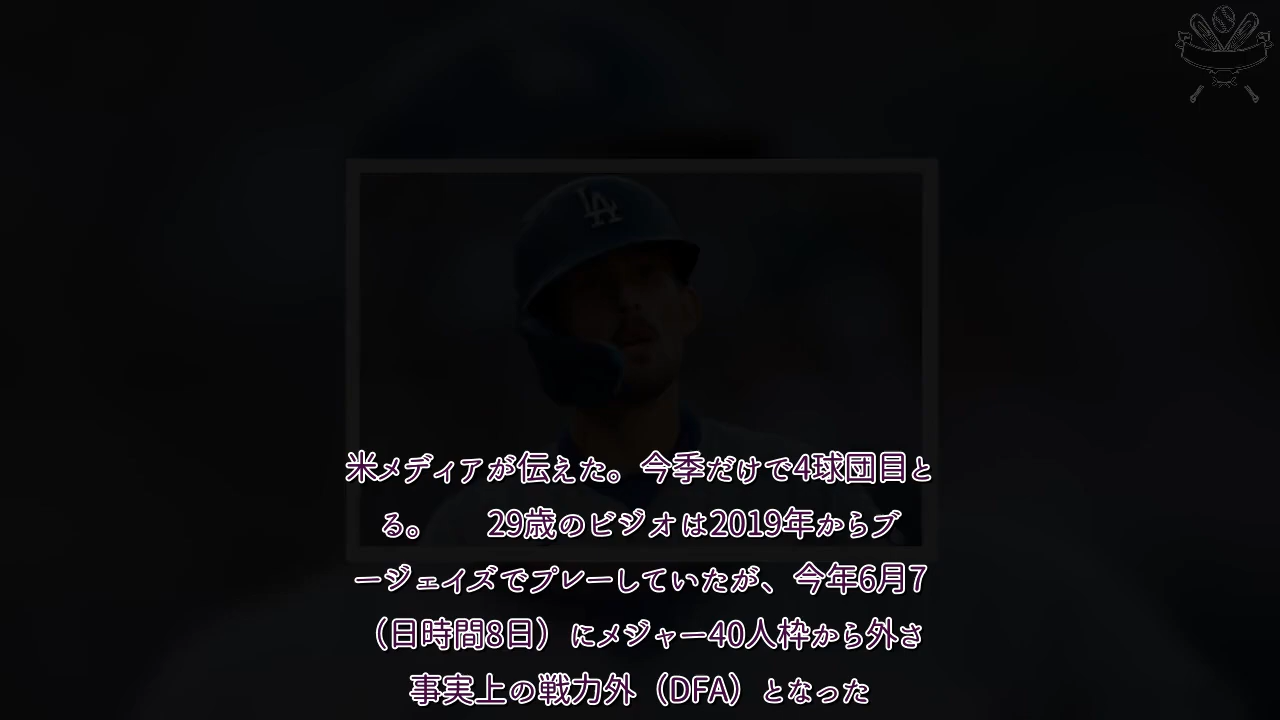 LA
米メディアが伝えた。今季だけで4球団目と
る。　　29歳のビジオは2019年からブ
ージェイズでプレーしていたが、今年6月7
（日時間8日）にメジャー40人枠から外さ
事実上の戦力外（DFA）となった